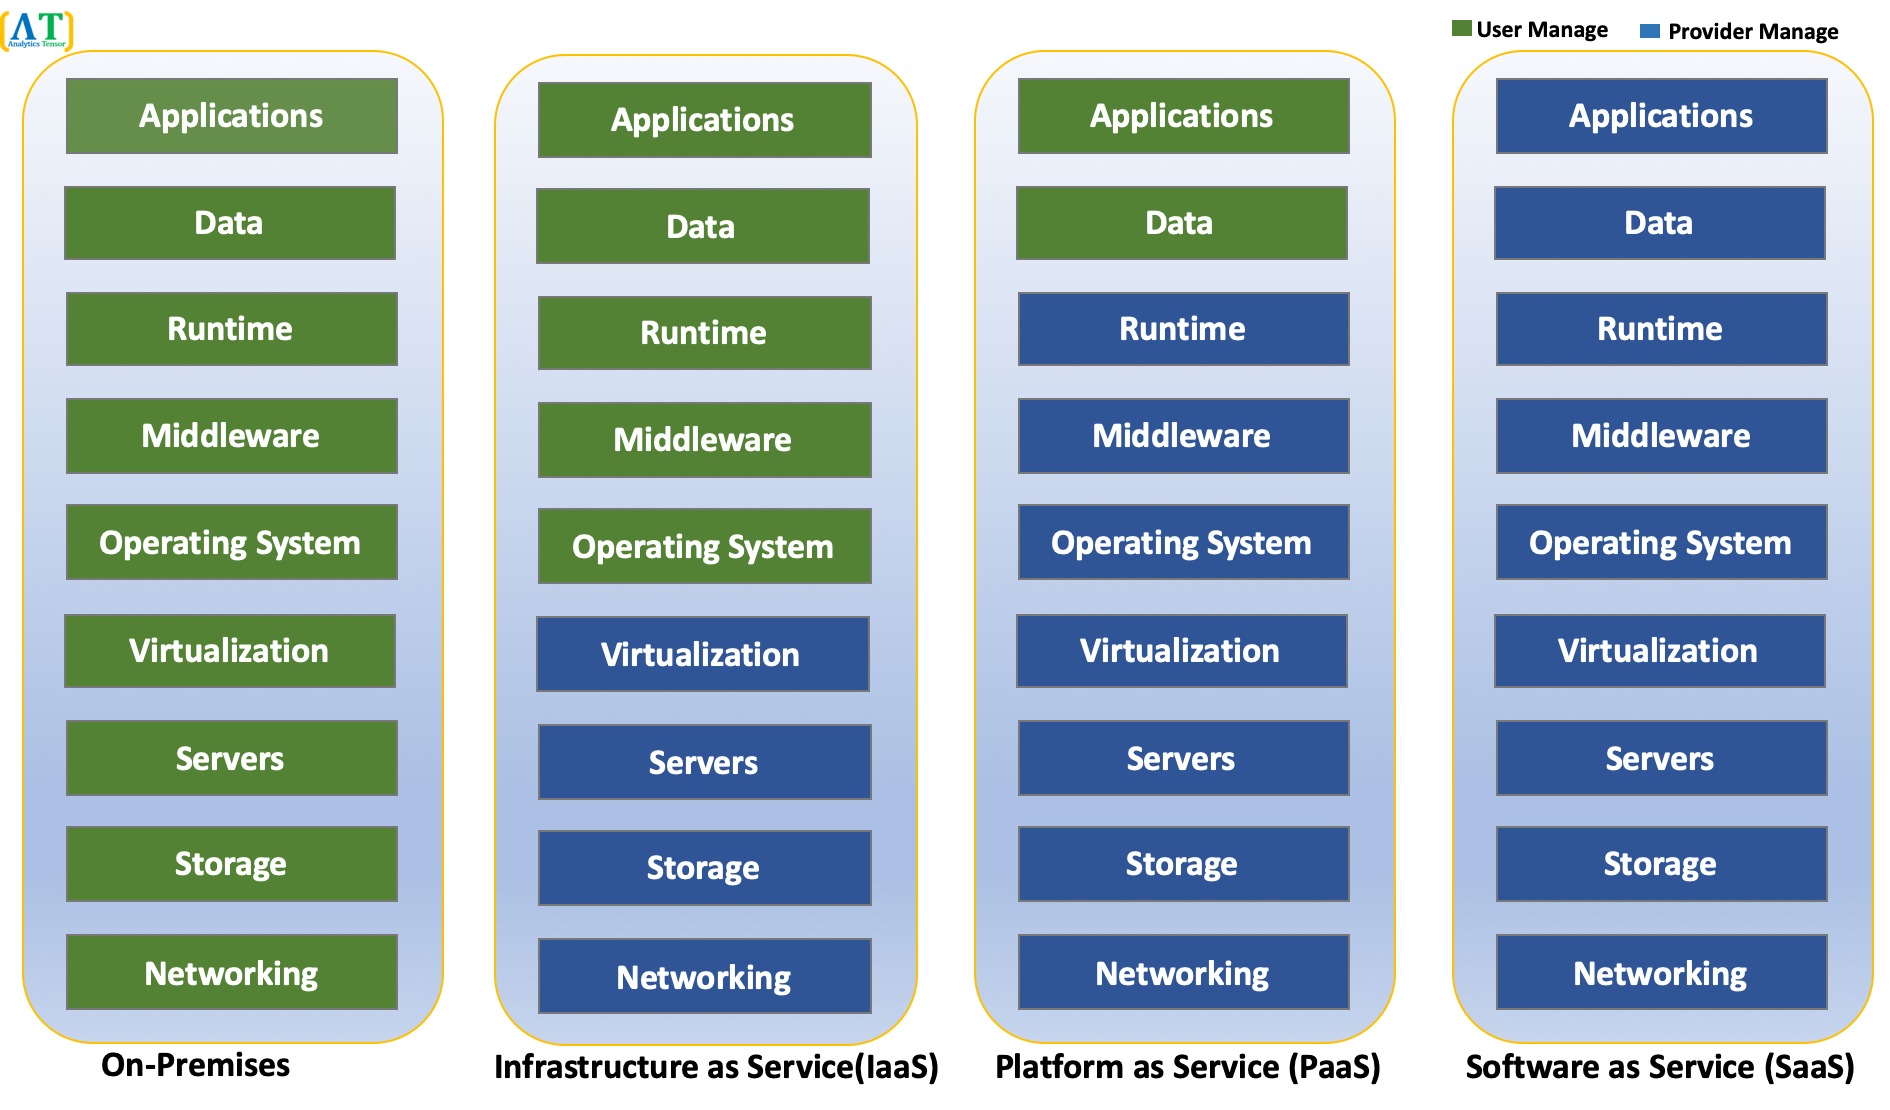 AT
Analytics Tensor
User Manage
Provider Manage
Applications
Data
Runtime
Middleware
Operating System
Virtualization
Servers
Storage
Networking
On-Premises
Applications
Data
Runtime
Middleware
Operating System
Virtualization
Servers
Storage
Networking
Infrastructure as Service(IaaS)
Applications
Data
Runtime
Middleware
Operating System
Virtualization
Servers
Storage
Networking
Platform as Service (PaaS)
Applications
Data
Runtime
Middleware
Operating System
Virtualization
Servers
Storage
Networking
Software as Service (SaaS)